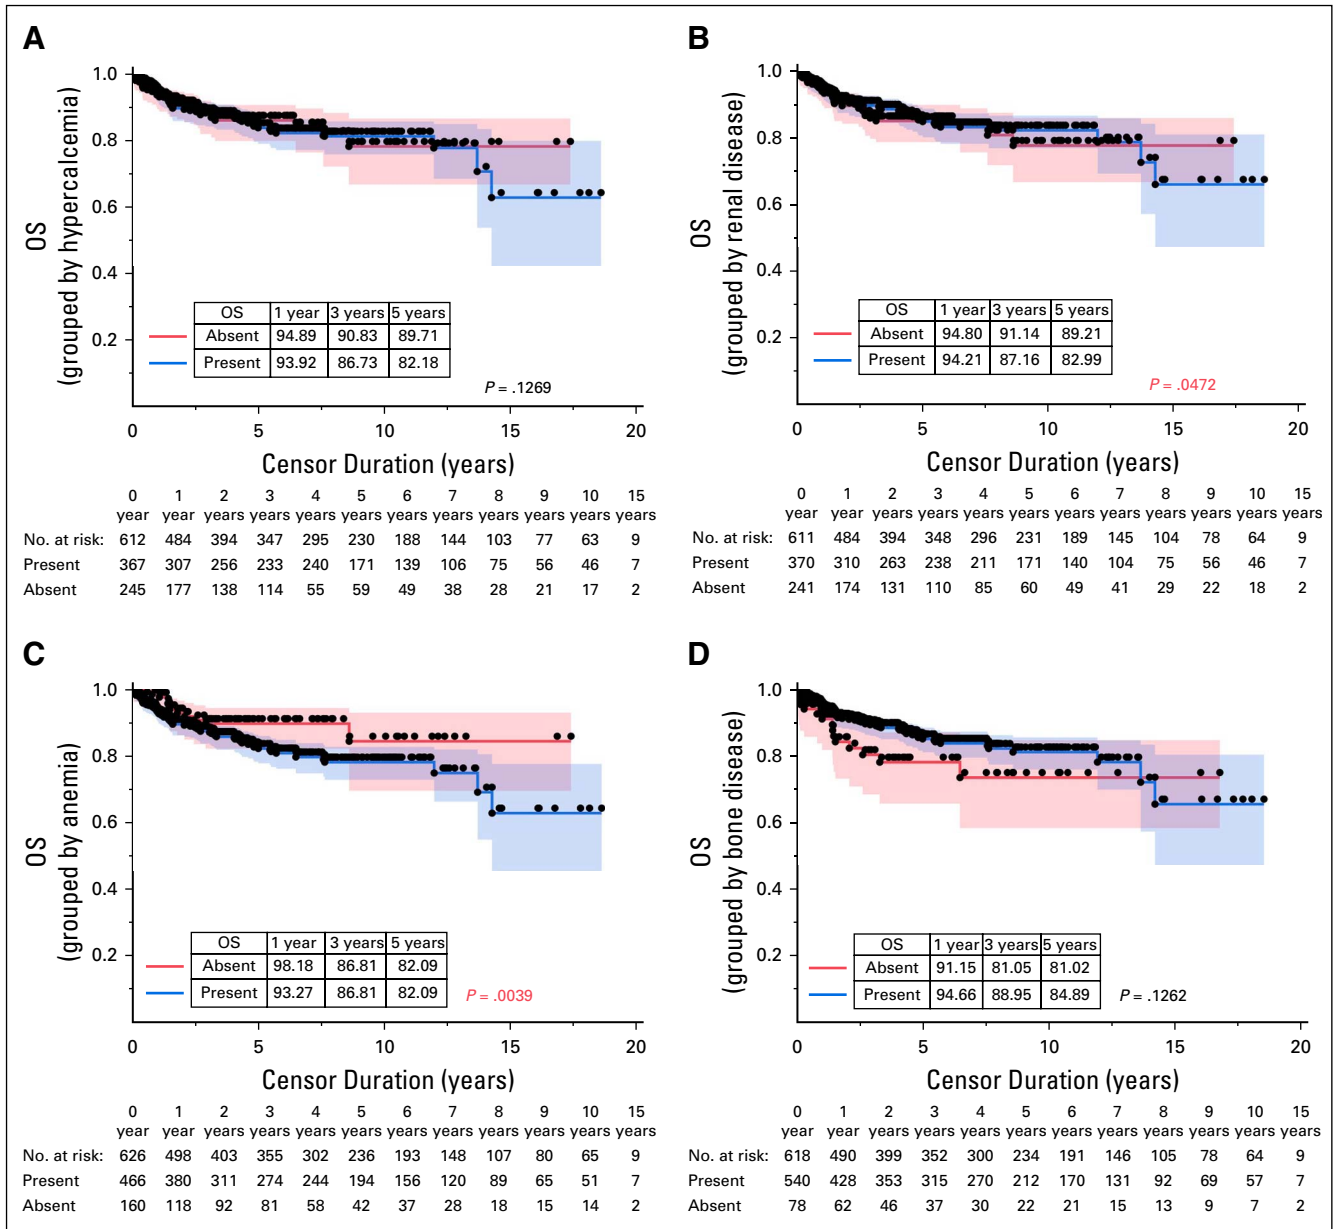 A
OS
(grouped by hypercalcemia)
1.0
0.8
0.6
0.4
0.2
OS 1 year 3 years 5 years
Absent 94.89 90.83 89.71
Present 93.92 86.73 82.18
P = .1269
0 5 10 15 20
Censor Duration (years)
0 1 2 3 4 5 6 7 8 9 10 15
year year years years years years years years years years years years
No. at risk: 612 484 394 347 295 230 188 144 103 77 63 9
Present 367 307 256 233 240 171 139 106 75 56 46 7
Absent 245 177 138 114 55 59 49 38 28 21 17 2
B
OS
(grouped by renal disease)
1.0
0.8
0.6
0.4
0.2
OS 1 year 3 years 5 years
Absent 94.80 91.14 89.21
Present 94.21 87.16 82.99
P = .0472
0 5 10 15 20
Censor Duration (years)
0 1 2 3 4 5 6 7 8 9 10 15
year year years years years years years years years years years years
No. at risk: 611 484 394 348 296 231 189 145 104 78 64 9
Present 370 310 263 238 211 171 140 104 75 56 46 7
Absent 241 174 131 110 85 60 49 41 29 22 18 2
C
OS
(grouped by anemia)
1.0
0.8
0.6
0.4
0.2
OS 1 year 3 years 5 years
Absent 98.18 86.81 82.09
Present 93.27 86.81 82.09
P = .0039
0 5 10 15 20
Censor Duration (years)
0 1 2 3 4 5 6 7 8 9 10 15
year year years years years years years years years years years years
No. at risk: 626 498 403 355 302 236 193 148 107 80 65 9
Present 466 380 311 274 244 194 156 120 89 65 51 7
Absent 160 118 92 81 58 42 37 28 18 15 14 2
D
OS
(grouped by bone disease)
1.0
0.8
0.6
0.4
0.2
OS 1 year 3 years 5 years
Absent 91.15 81.05 81.02
Present 94.66 88.95 84.89
P = .1262
0 5 10 15 20
Censor Duration (years)
0 1 2 3 4 5 6 7 8 9 10 15
year year years years years years years years years years years years
No. at risk: 618 490 399 352 300 234 191 146 105 78 64 9
Present 540 428 353 315 270 212 170 131 92 69 57 7
Absent 78 62 46 37 30 22 21 15 13 9 7 2